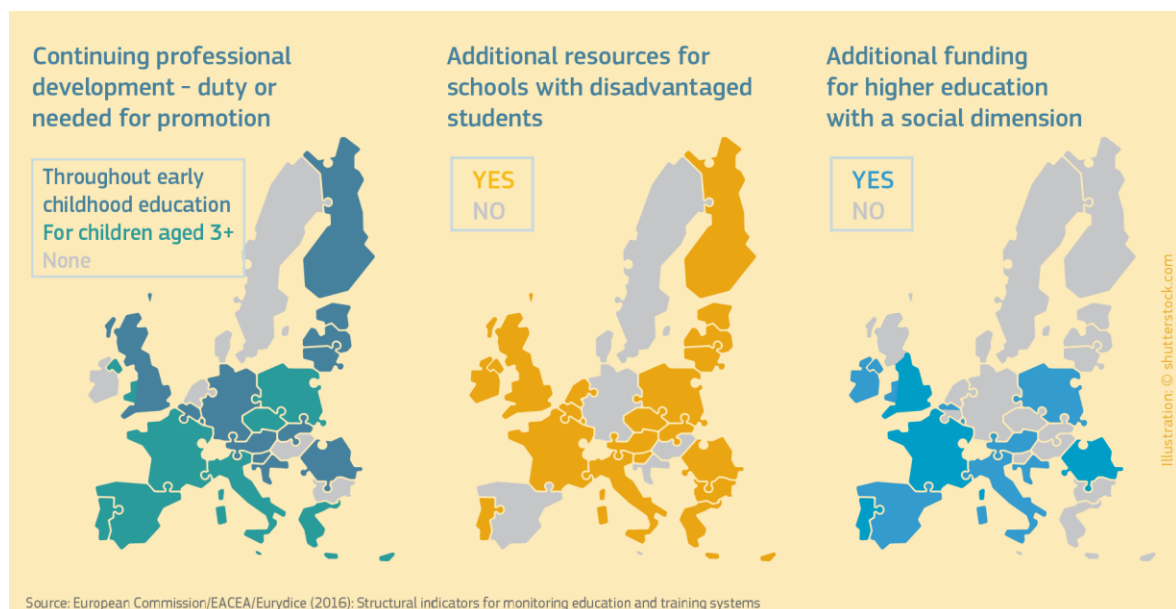 Continuing professional
development - duty or
needed for promotion
Throughout early
childhood education
For children aged 3+
None
Additional resources for
schools with disadvantaged
students
YES
NO
Additional funding
for higher education
with a social dimension
YES
NO
Illustration: © shutterstock.com
Source: European Commission/EACEA/Eurydice (2016): Structural indicators for monitoring education and training systems